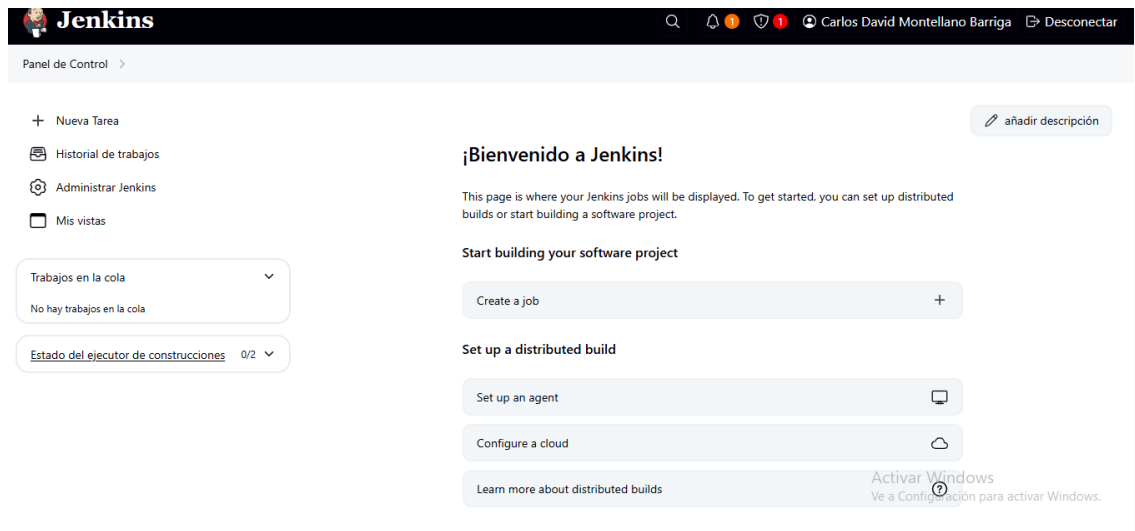 Jenkins
1
1
Carlos David Montellano Barriga
Desconectar
Panel de Control
Nueva Tarea
Historial de trabajos
Administrar Jenkins
Mis vistas
Trabajos en la cola
No hay trabajos en la cola
Estado del ejecutor de construcciones 0/2
añadir descripción
¡Bienvenido a Jenkins!
This page is where your Jenkins jobs will be displayed. To get started, you can set up distributed
builds or start building a software project.
Start building your software project
Create a job
Set up a distributed build
Set up an agent
Configure a cloud
Learn more about distributed builds
Activar Windows
Ve a Configuración para activar Windows.